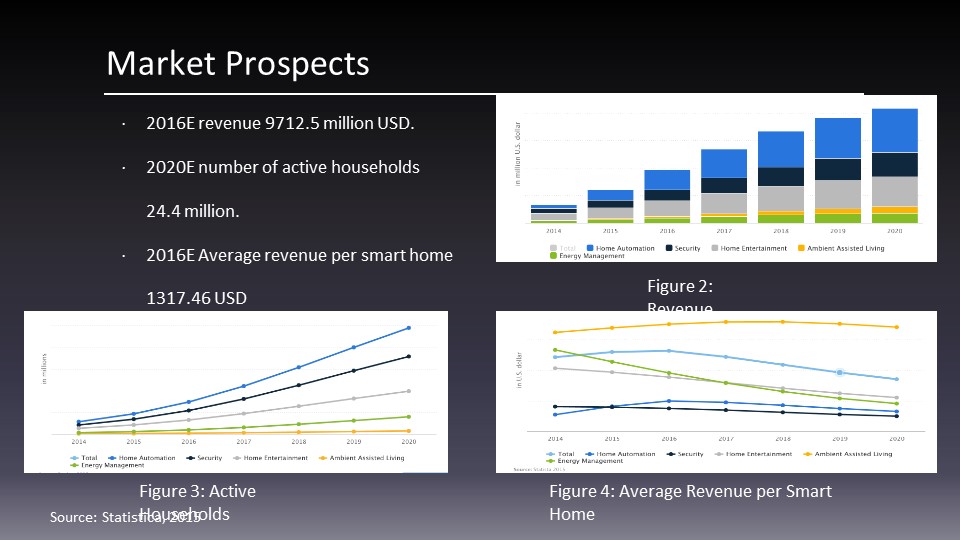 Market Prospects
· 2016E revenue 9712.5 million USD.
· 2020E number of active households
24.4 million.
· 2016E Average revenue per smart home
1317.46 USD
in million U.S. dollar
2014 2015 2016 2017 2018 2019 2020
Total Home Automation Security Home Entertainment Ambient Assisted Living
Energy Management
Figure 2:
Revenue
in millions
2014 2015 2016 2017 2018 2019 2020
Total Home Automation Security Home Entertainment Ambient Assisted Living
Energy Management
Figure 3: Active
Households
Source: Statistica, 2015
in U.S. dollar
2014 2015 2016 2017 2018 2019 2020
Total Home Automation Security Home Entertainment Ambient Assisted Living
Energy Management
Source: Statista 2015
Figure 4: Average Revenue per Smart
Home